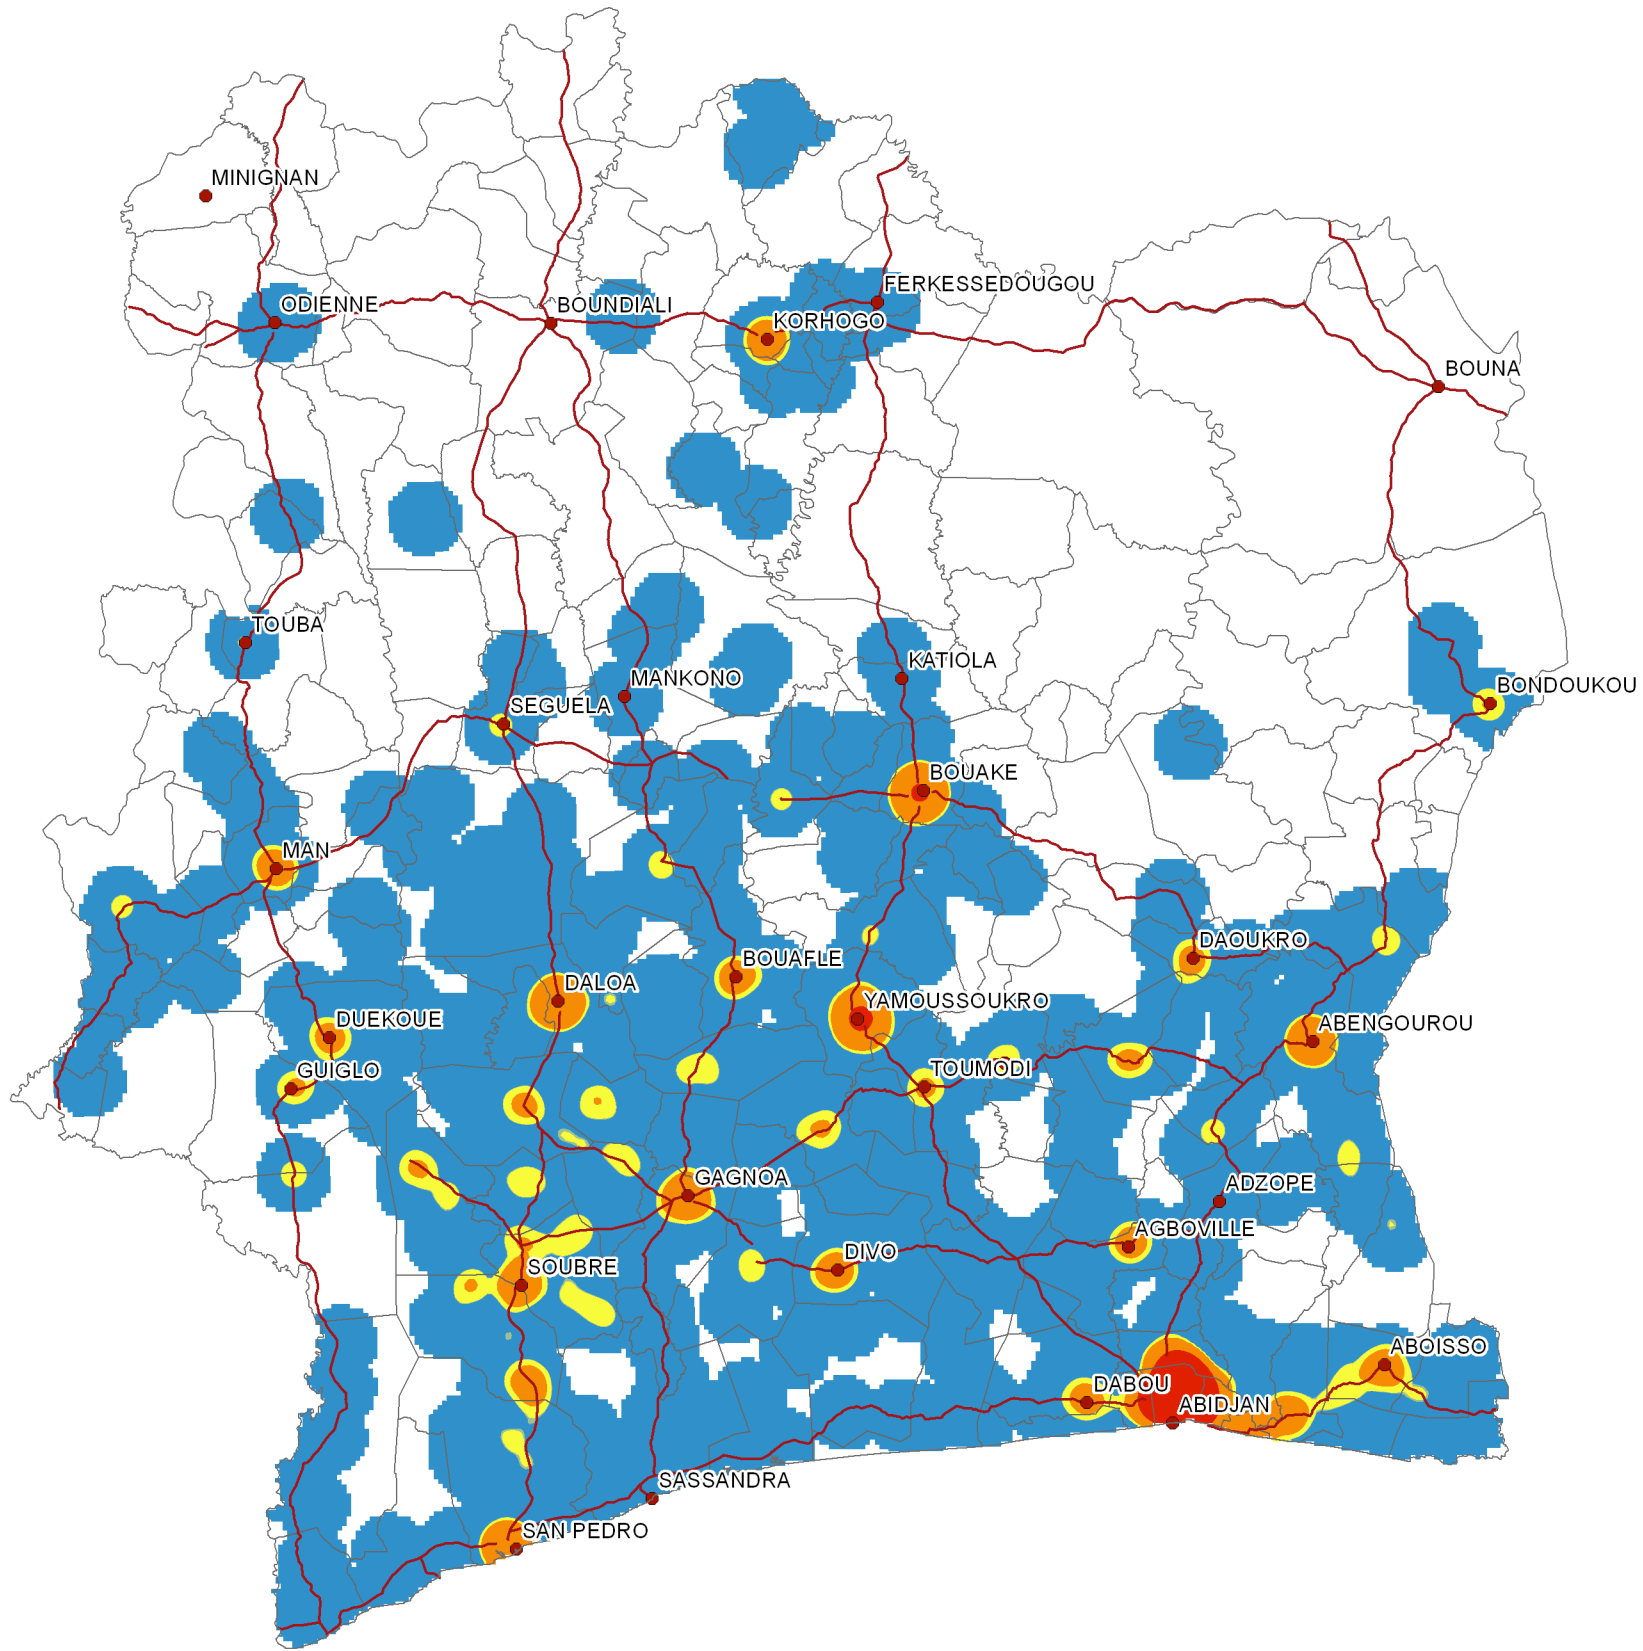 MINIGNAN
FERKESSEDOUGOU
ODIENNE
BOUNDIALI
KORHOGO
BOUNA
TOUBA
KATIOLA
MANKONO
BONDOUKOU
SEGUELA
BOUAKE
MAN
DAOUKRO
BOUAFLE
DALOA
YAMOUSSOUKRO
DUEKOUE
ABENGOUROU
GUIGLO
TOUMODI
GAGNOA
ADZOPE
AGBOVILLE
DIVO
SOUBRE
ABOISSO
DABOU
ABIDJAN
SASSANDRA
SAN PEDRO